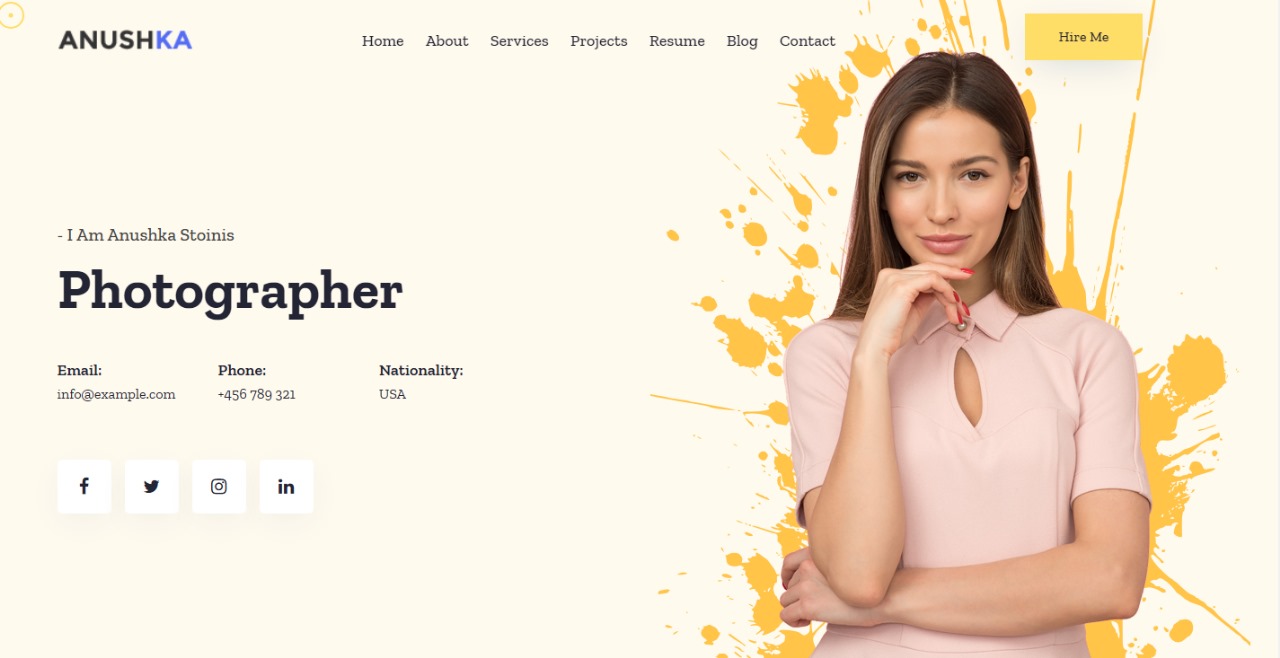 ANUSHKA
Home About Services Projects Resume Blog Contact
Hire Me
- I Am Anushka Stoinis
Photographer
Email: Phone: Nationality:
info@example.com +456 789 321 USA